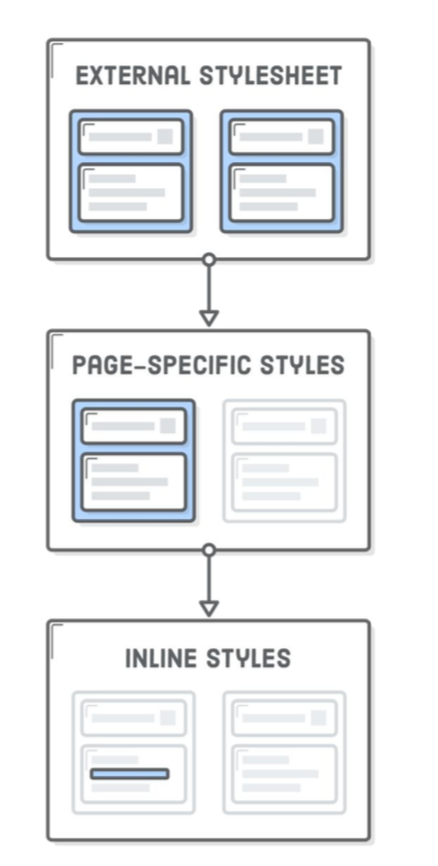 EXTERNAL STYLESHEET
PAGE-SPECIFIC STYLES
INLINE STYLES